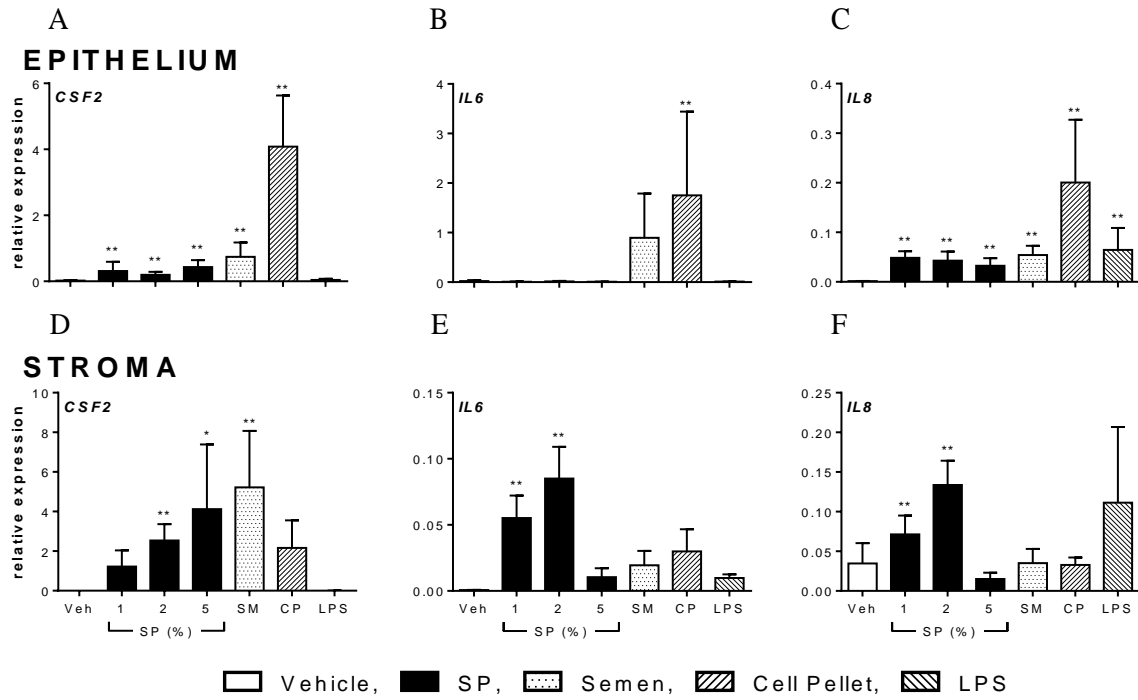 A B C
EPITHELIUM
relative expression
CSF2
6
4
2
0
** ** ** ** **
IL6
4
3
2
1
0
**
IL8
0.4
0.3
0.2
0.1
0.0
** ** ** ** ** **
D E F
STROMA
relative expression
CSF2
10
8
6
4
2
0
** * **
Veh 1 2 5 SM CP LPS
SP (%)
IL6
0.15
0.10
0.05
0.00
** **
1 2 5 SM CP LPS
SP (%)
IL8
0.25
0.20
0.15
0.10
0.05
0.00
** **
Veh 1 2 5 SM CP LPS
SP (%)
Vehicle, SP, Semen, Cell Pellet, LPS